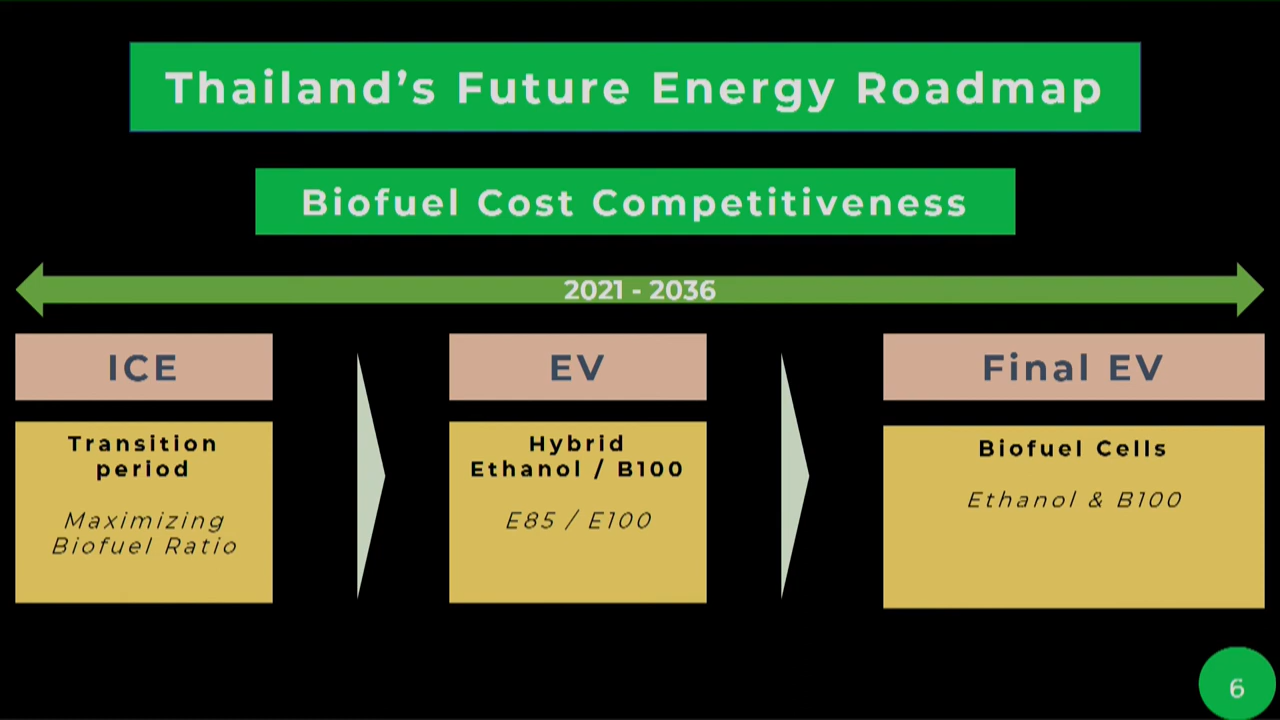 Thailand’s Future Energy Roadmap
Biofuel Cost Competitiveness
2021 - 2036
ICE
Transition
period
Maximizing
Biofuel Ratio
EV
Hybrid
Ethanol / B100
E85 / E100
Final EV
Biofuel Cells
Ethanol & B100
6